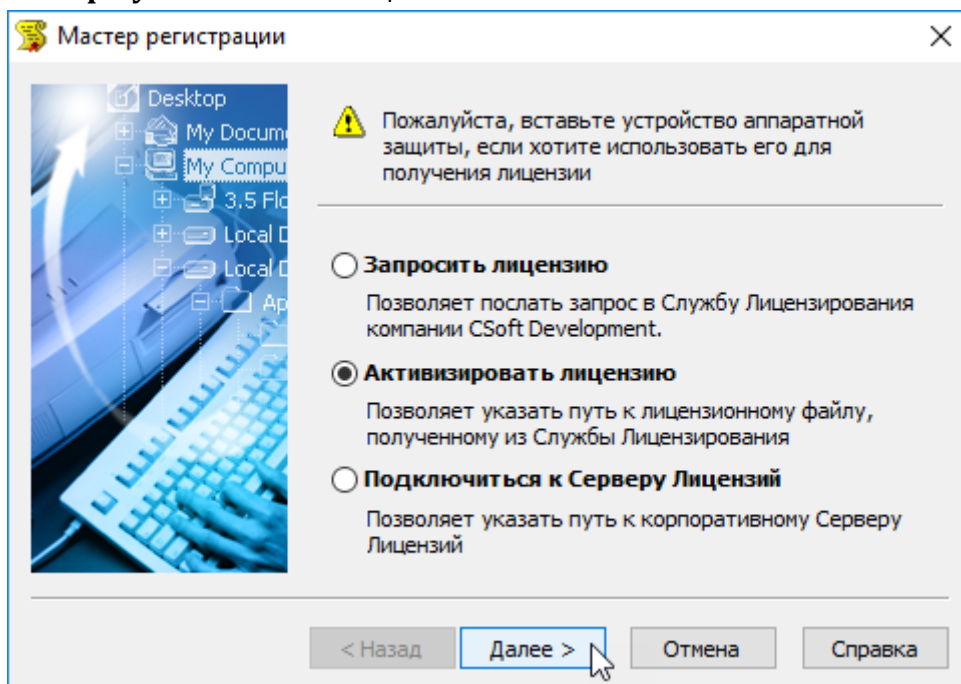 Мастер регистрации
Desktop
My Docum
My Compu
3.5 Flo
Local D
Local D
Ap
Пожалуйста, вставьте устройство аппаратной
защиты, если хотите использовать его для
получения лицензии
Запросить лицензию
Позволяет послать запрос в Службу Лицензирования
компании CSoft Development.
Активизировать лицензию
Позволяет указать путь к лицензионному файлу,
полученному из Службы Лицензирования
Подключиться к Серверу Лицензий
Позволяет указать путь к корпоративному Серверу
Лицензий
< Назад Далее > Отмена Справка